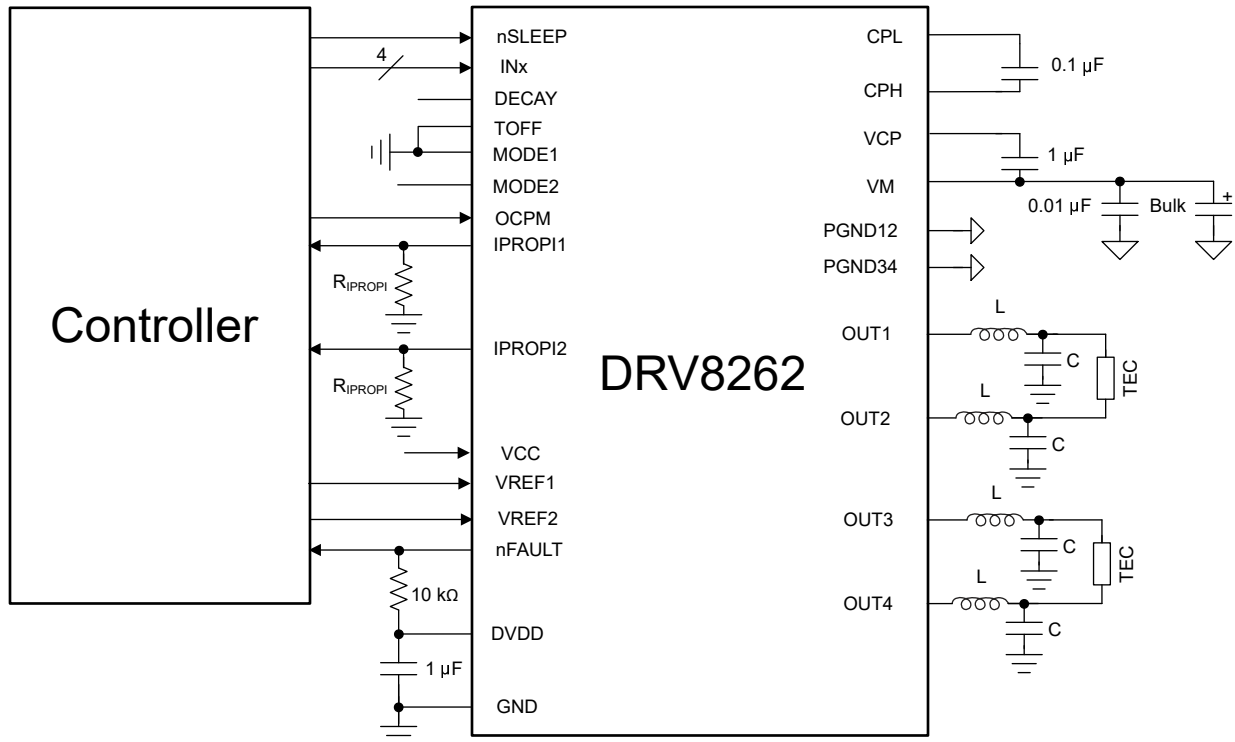 Controller
DRV8262
nSLEEP
4
INx
DECAY
TOFF
MODE1
MODE2
OCPM
IPROPI1
RIPROPI
IPROPI2
RIPROPI
VCC
VREF1
VREF2
nFAULT
10 kΩ
DVDD
1 µF
GND
CPL
0.1 µF
CPH
VCP
1 µF
VM
0.01 µF
Bulk
+
PGND12
PGND34
L
OUT1
C
TEC
L
OUT2
C
L
OUT3
C
TEC
L
OUT4
C